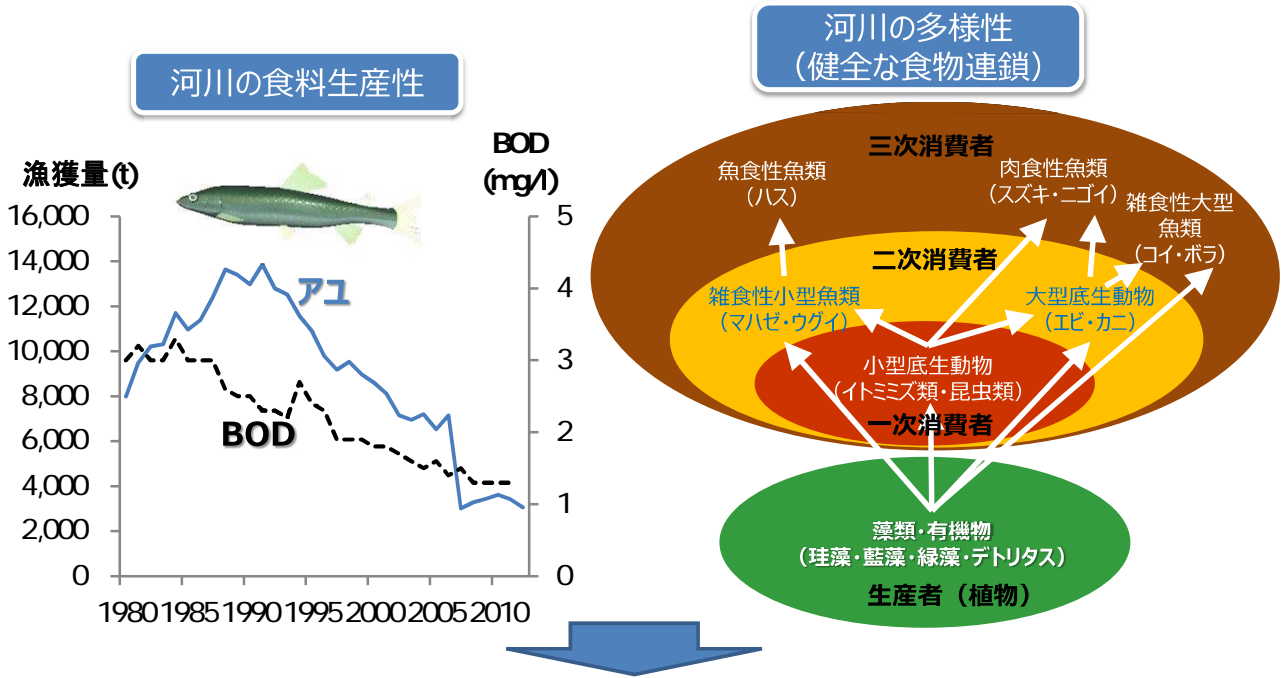 河川の食料生産性
漁獲量(t)
BOD
(mg/l)
16,000
14,000
12,000
10,000
8,000
6,000
4,000
2,000
0
5
4
3
2
1
0
アユ
BOD
1980 1985 1990 1995 2000 2005 2010
河川の多様性
（健全な食物連鎖）
三次消費者
魚食性魚類
（ハス）
肉食性魚類
（スズキ・ニゴイ）
雑食性大型
魚類
（コイ・ボラ）
二次消費者
雑食性小型魚類
（マハゼ・ウグイ）
大型底生動物
（エビ・カニ）
小型底生動物
（イトミミズ類・昆虫類）
一次消費者
藻類・有機物
（珪藻・藍藻・緑藻・デトリタス）
生産者（植物）